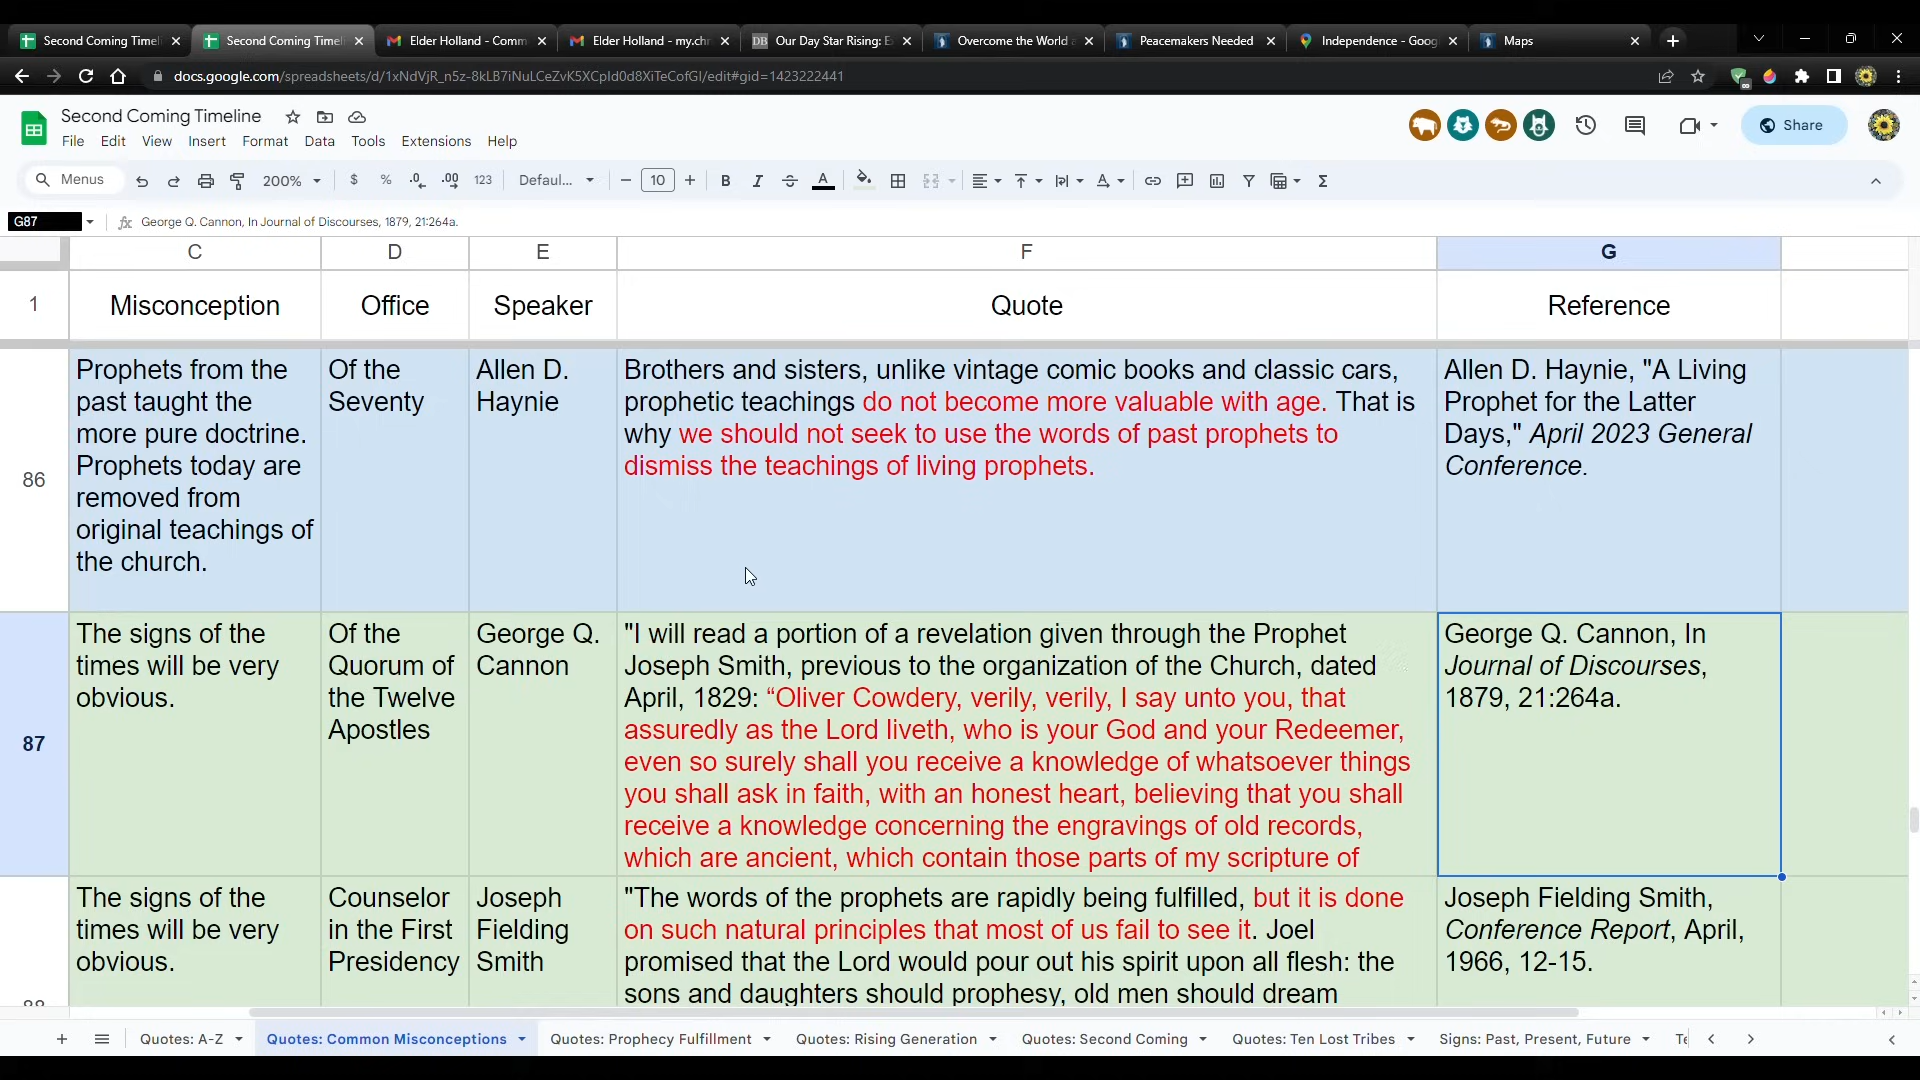 Second Coming Timeli
Second Coming Timeli
Elder Holland - Comm
Elder Holland - my.chr
DB Our Day Star Rising: E
Overcome the World a
Peacemakers Needed
Independence - Goog
Maps
docs.google.com/spreadsheets/d/1xNdVjR_n5z-8kLB7iNuLCeZvK5XCpId0d8XiTeCofGI/edit#gid=1423222441
Second Coming Timeline
File Edit View Insert Format Data Tools Extensions Help
Share
Menus
200%
$ % .0 .00 123
Defaul...
10
B I A
G87
fx George Q. Cannon, In Journal of Discourses, 1879, 21:264a.
C D E F G
1 Misconception Office Speaker Quote Reference
86
Prophets from the
past taught the
more pure doctrine.
Prophets today are
removed from
original teachings of
the church.
Of the
Seventy
Allen D.
Haynie
Brothers and sisters, unlike vintage comic books and classic cars,
prophetic teachings do not become more valuable with age. That is
why we should not seek to use the words of past prophets to
dismiss the teachings of living prophets.
Allen D. Haynie, "A Living
Prophet for the Latter
Days," April 2023 General
Conference.
87
The signs of the
times will be very
obvious.
Of the
Quorum of
the Twelve
Apostles
George Q.
Cannon
"I will read a portion of a revelation given through the Prophet
Joseph Smith, previous to the organization of the Church, dated
April, 1829: “Oliver Cowdery, verily, verily, I say unto you, that
assuredly as the Lord liveth, who is your God and your Redeemer,
even so surely shall you receive a knowledge of whatsoever things
you shall ask in faith, with an honest heart, believing that you shall
receive a knowledge concerning the engravings of old records,
which are ancient, which contain those parts of my scripture of
George Q. Cannon, In
Journal of Discourses,
1879, 21:264a.
88
The signs of the
times will be very
obvious.
Counselor
in the First
Presidency
Joseph
Fielding
Smith
"The words of the prophets are rapidly being fulfilled, but it is done
on such natural principles that most of us fail to see it. Joel
promised that the Lord would pour out his spirit upon all flesh: the
sons and daughters should prophesy, old men should dream
Joseph Fielding Smith,
Conference Report, April,
1966, 12-15.
Quotes: A-Z
Quotes: Common Misconceptions
Quotes: Prophecy Fulfillment
Quotes: Rising Generation
Quotes: Second Coming
Quotes: Ten Lost Tribes
Signs: Past, Present, Future
Te